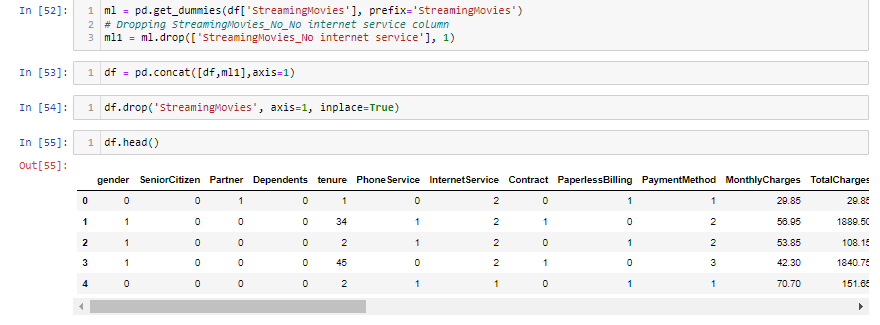 In [52]: 1 ml = pd.get_dummies(df['StreamingMovies'], prefix='StreamingMovies')
2 # Dropping StreamingMovies_No_No internet service column
3 ml1 = ml.drop(['StreamingMovies_No internet service'], 1)
In [53]: 1 df = pd.concat([df,ml1],axis=1)
In [54]: 1 df.drop('StreamingMovies', axis=1, inplace=True)
In [55]: 1 df.head()
Out[55]:
gender SeniorCitizen Partner Dependents tenure PhoneService InternetService Contract PaperlessBilling PaymentMethod MonthlyCharges TotalCharges
0 0 0 1 0 1 0 2 0 1 1 29.85 29.85
1 1 0 0 0 34 1 2 1 0 2 56.95 1889.50
2 1 0 0 0 2 1 2 0 1 2 53.85 108.15
3 1 0 0 0 45 0 2 1 0 3 42.30 1840.75
4 0 0 0 0 2 1 1 0 1 1 70.70 151.65